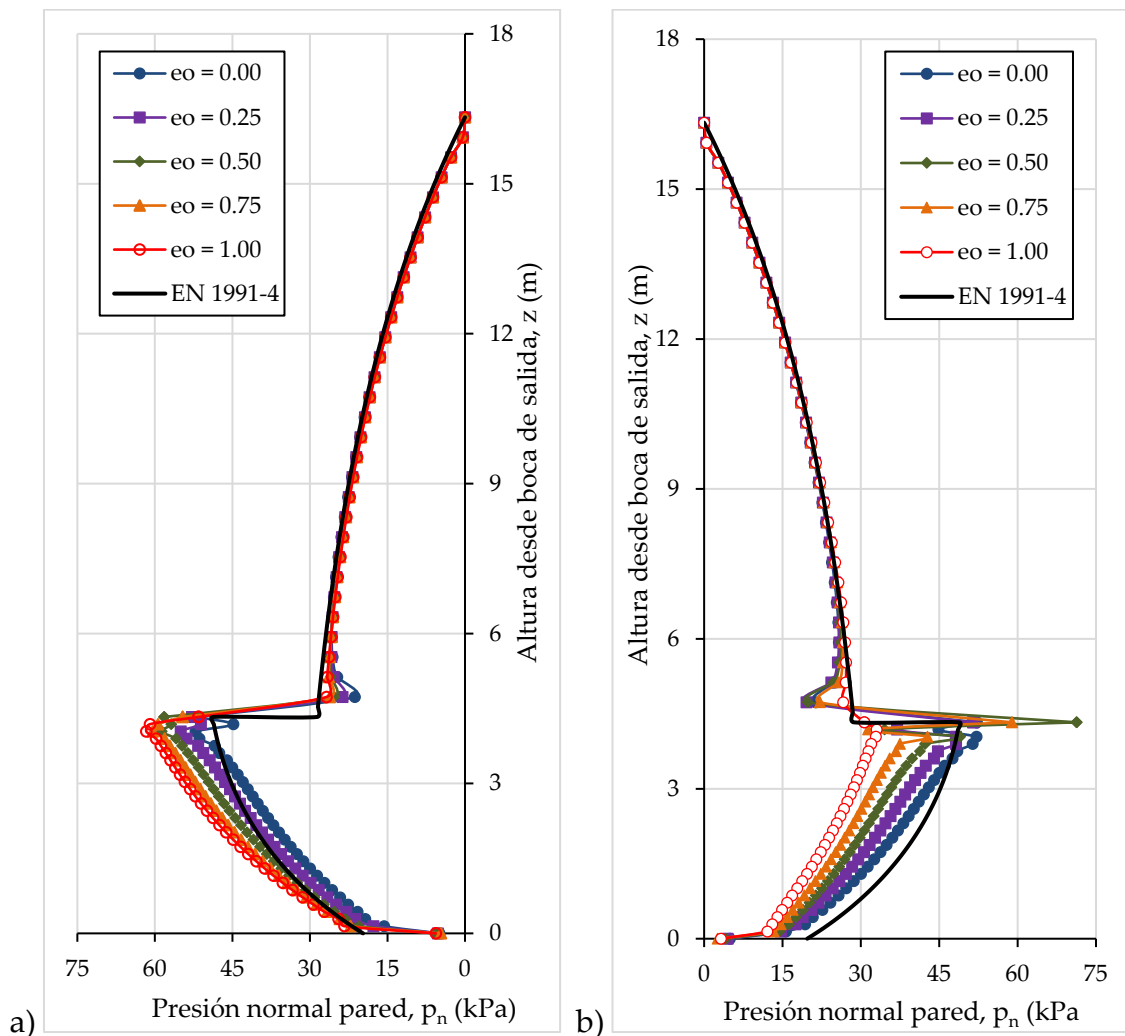 18
15
12
9
6
3
0
75
60
45
30
15
0
eo = 0.00
eo = 0.25
eo = 0.50
eo = 0.75
eo = 1.00
EN 1991-4
Altura desde boca de salida, z (m)
Presión normal pared, pn (kPa)
a)
18
15
12
9
6
3
0
0
15
30
45
60
75
eo = 0.00
eo = 0.25
eo = 0.50
eo = 0.75
eo = 1.00
EN 1991-4
Altura desde boca de salida, z (m)
Presión normal pared, pn (kPa
b)